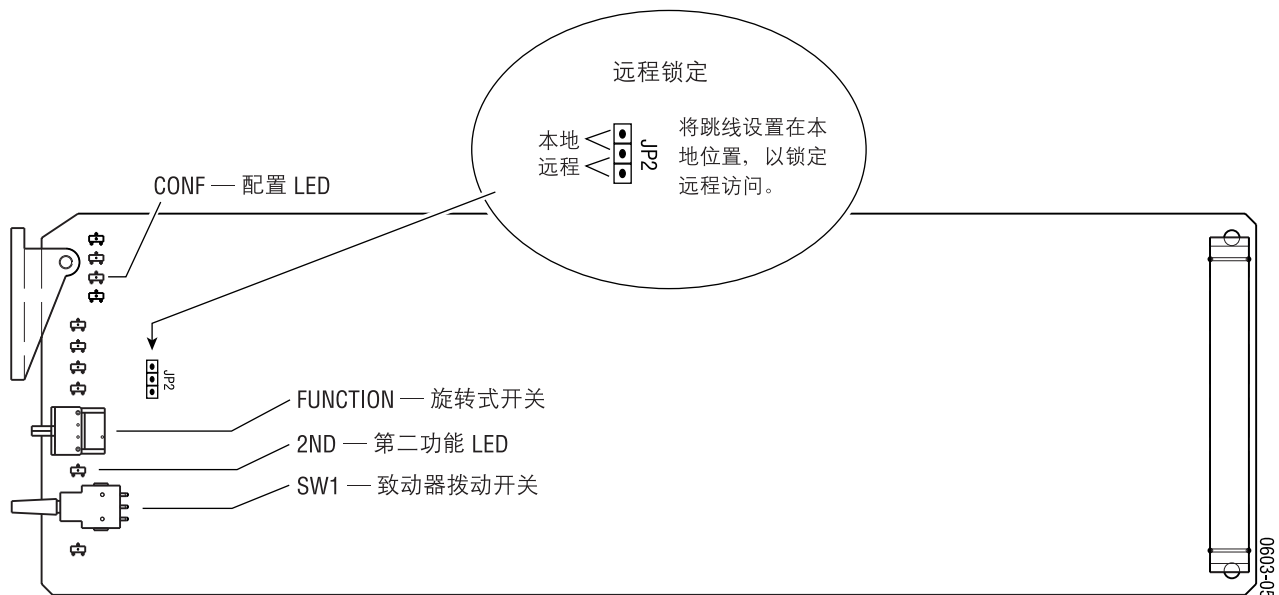 远程锁定
本地
远程
JP2
将跳线设置在本
地位置，以锁定
远程访问。
CONF — 配置 LED
JP2
FUNCTION — 旋转式开关
2ND — 第二功能 LED
SW1 — 致动器拨动开关
0603-05